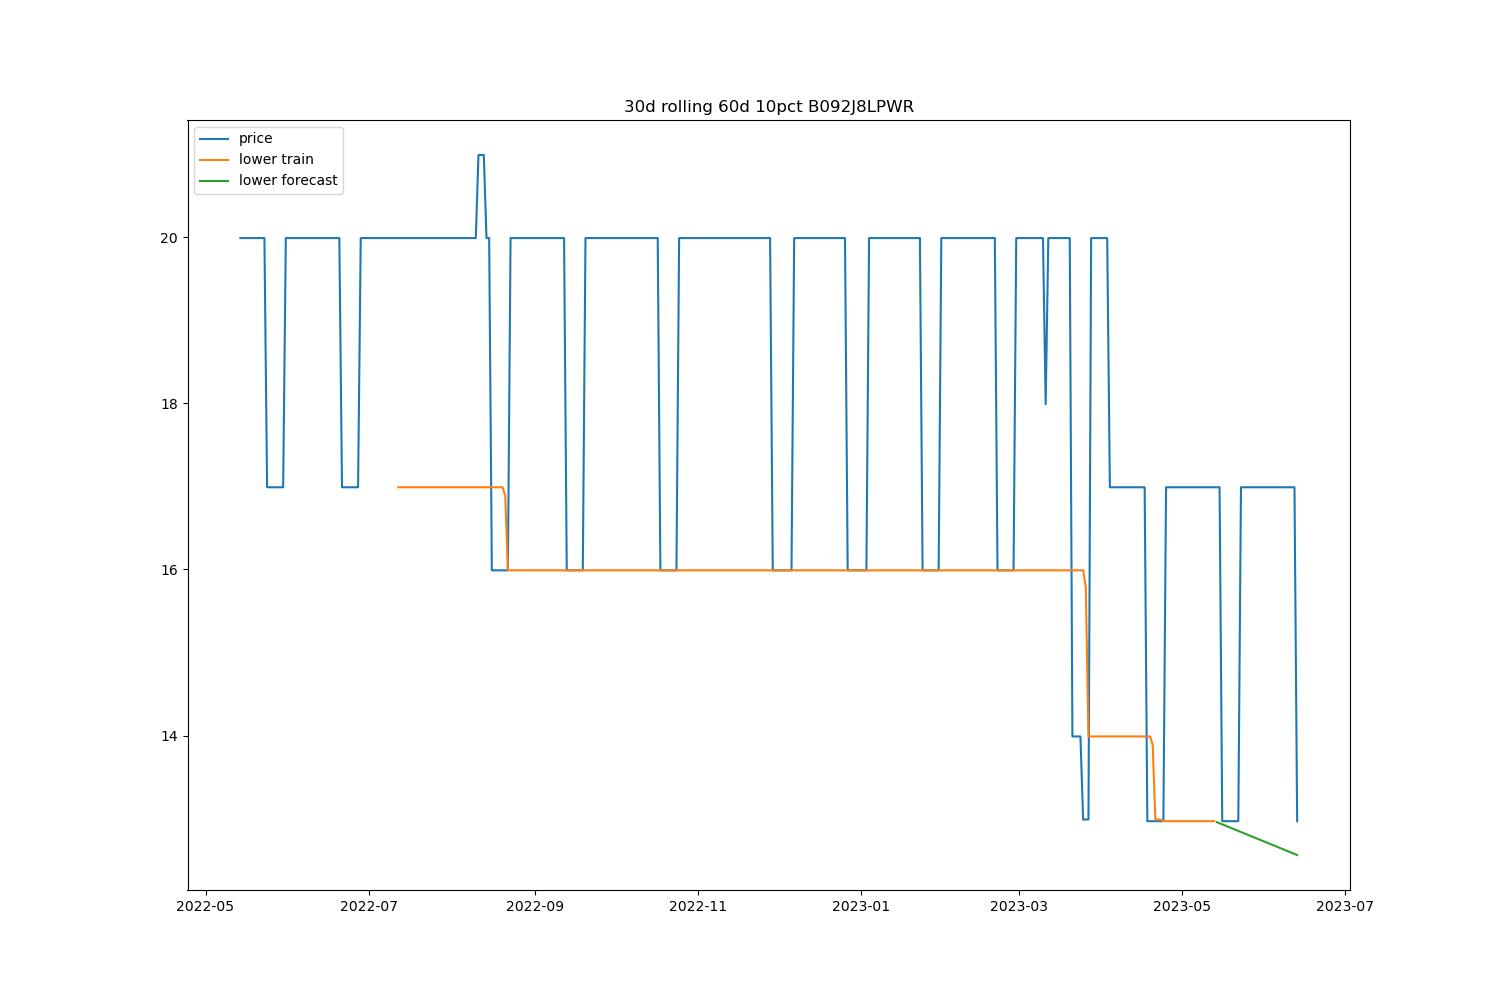 30d rolling 60d 10pct B092J8LPWR
price
lower train
lower forecast
20
18
16
14
2022-05 2022-07 2022-09 2022-11 2023-01 2023-03 2023-05 2023-07